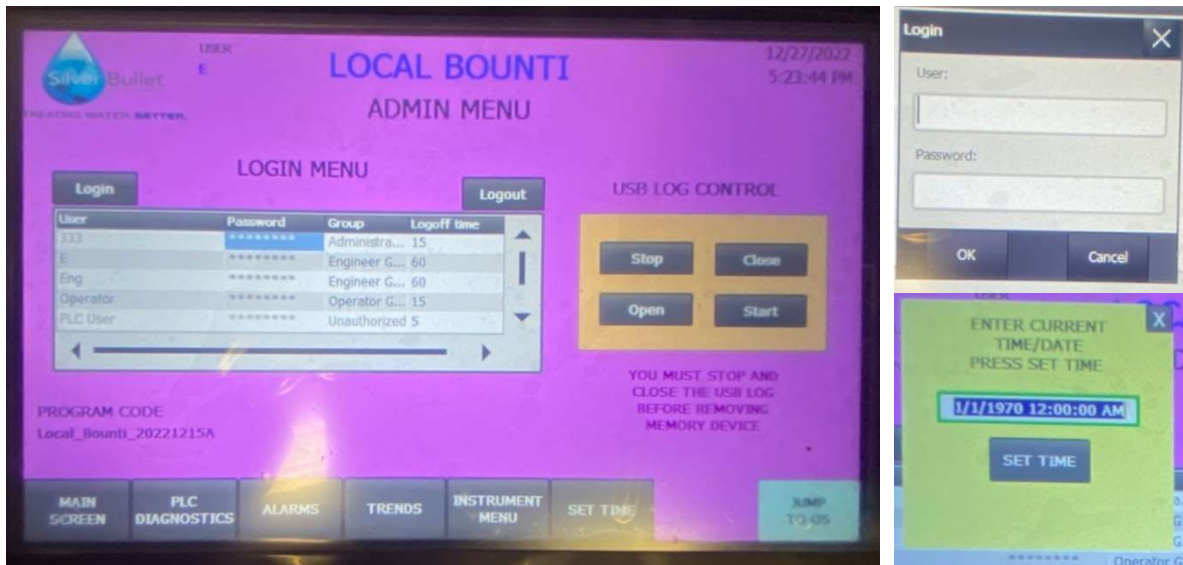 Silver Bullet
TREATING WATER. BETTER.
USER
E
LOCAL BOUNTI
ADMIN MENU
12/27/2022
5:23:44 PM
LOGIN MENU
Login
Logout
User Password Group Logoff time
333 ******** Administra... 15
E ******** Engineer G... 60
Eng ******** Engineer G... 60
Operator ******** Operator G... 15
PLC User ******** Unauthorized 5
USB LOG CONTROL
Stop Close
Open Start
YOU MUST STOP AND
CLOSE THE USB LOG
BEFORE REMOVING
MEMORY DEVICE
PROGRAM CODE
Local_Bounti_20221215A
MAIN
SCREEN
PLC
DIAGNOSTICS
ALARMS
TRENDS
INSTRUMENT
MENU
SET TIME
JUMP
TO OS
Login
User:
Password:
OK Cancel
X
ENTER CURRENT
TIME/DATE
PRESS SET TIME
1/1/1970 12:00:00 AM
SET TIME
******** Operator G